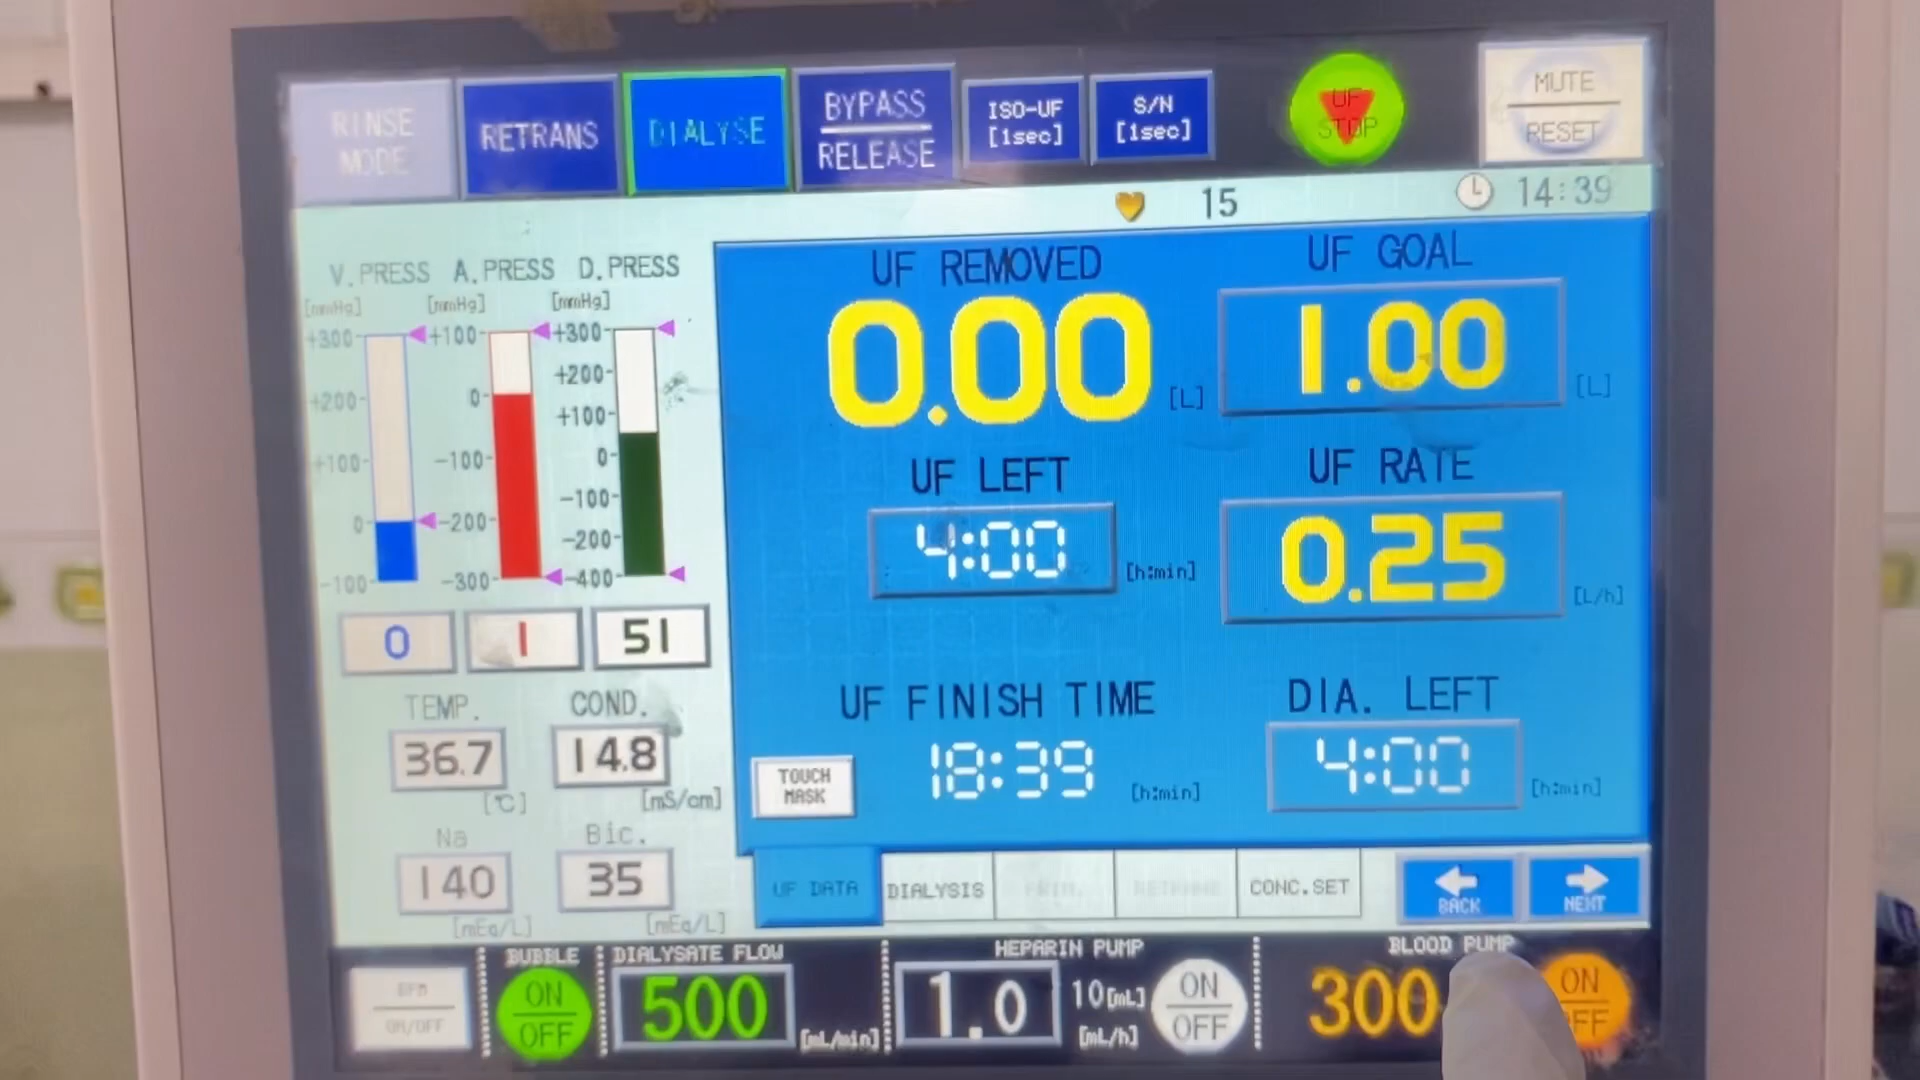 RINSE MODE
RETRANS
DIALYSE
BYPASS
RELEASE
ISO-UF
[1sec]
S/N
[1sec]
UF
STOP
MUTE
RESET
15
14:39
V.PRESS A.PRESS D.PRESS
[mmHg] [mmHg] [mmHg]
+300 +100 +300
+200
+200 0 +100
+100 -100 0
-100
0 -200 -200
-100 -300 -400
0 1 51
TEMP. COND.
36.7 14.8
[℃] [mS/cm]
Na Bic.
140 35
[mEq/L] [mEq/L]
UF REMOVED
0.00 [L]
UF GOAL
1.00 [L]
UF LEFT
4:00 [h:min]
UF RATE
0.25 [L/h]
UF FINISH TIME
18:39 [h:min]
DIA. LEFT
4:00 [h:min]
TOUCH
MASK
UF DATA DIALYSIS RETRANS CONC.SET
BACK
NEXT
ON/OFF
BUBBLE
ON
OFF
DIALYSATE FLOW
500 [mL/min]
HEPARIN PUMP
1.0 10[mL]
[mL/h]
ON
OFF
BLOOD PUMP
300
ON
OFF